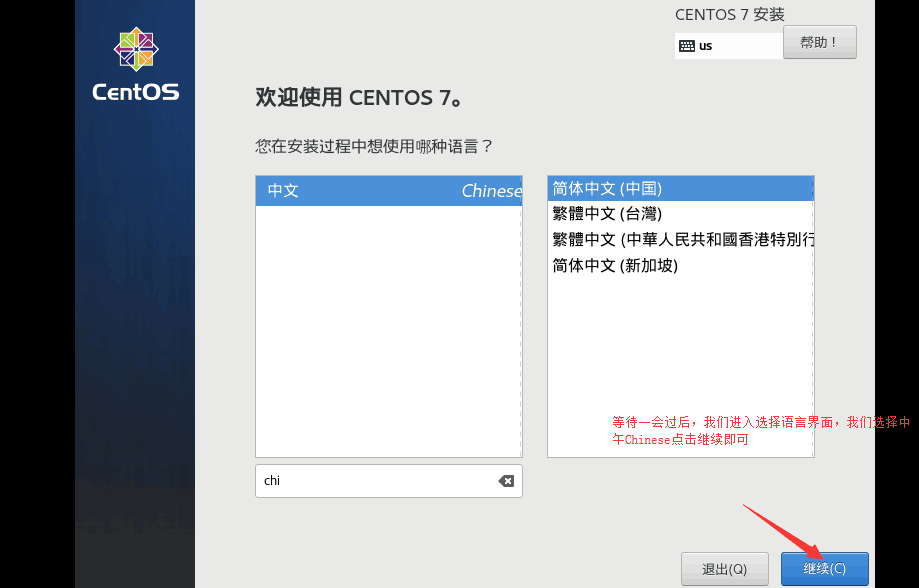 CentOS
CENTOS 7 安装
us
帮助！
欢迎使用 CENTOS 7。
您在安装过程中想使用哪种语言？
中文 Chinese
简体中文 (中国)
繁體中文 (台灣)
繁體中文 (中華人民共和國香港特別行
简体中文 (新加坡)
等待一会过后，我们进入选择语言界面，我们选择中
午Chinese点击继续即可
chi
退出(Q)
继续(C)